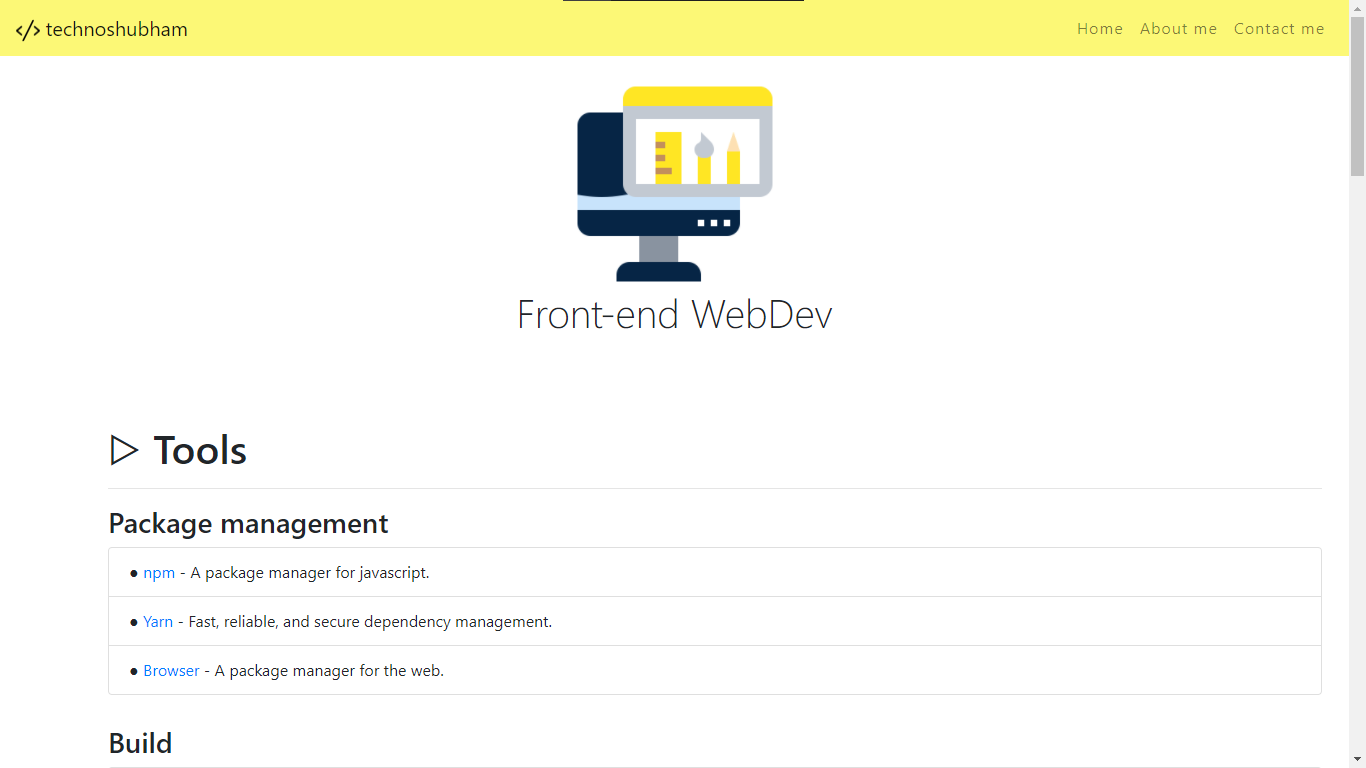 </> technoshubham
Home About me Contact me
Front-end WebDev
▷ Tools
Package management
● npm - A package manager for javascript.
● Yarn - Fast, reliable, and secure dependency management.
● Browser - A package manager for the web.
Build